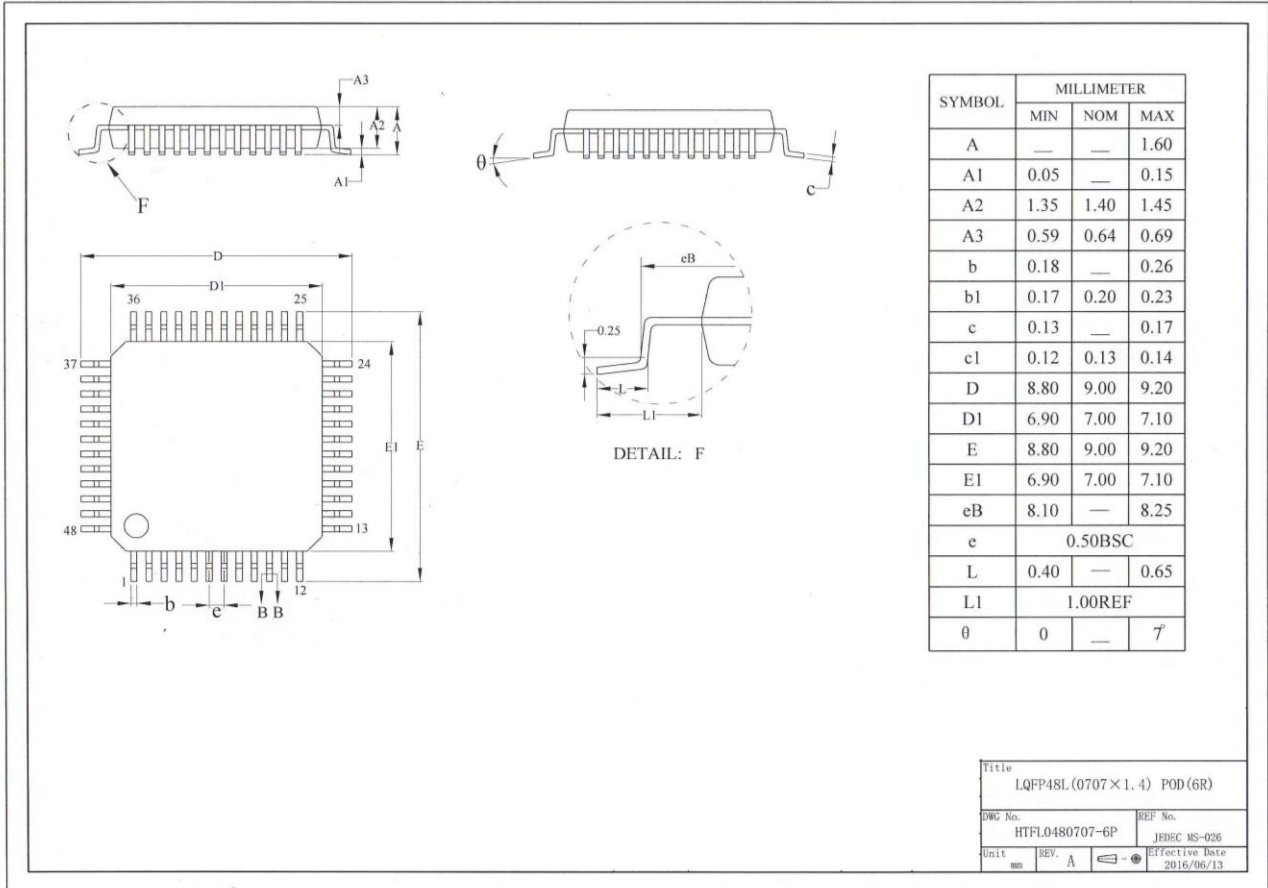 A3
A2
A
A1
F
θ
c
D
D1
36
25
37
24
E1
E
48
13
1
12
b
e
B B
eB
0.25
L
L1
DETAIL: F
SYMBOL MILLIMETER
MIN NOM MAX
A — — 1.60
A1 0.05 — 0.15
A2 1.35 1.40 1.45
A3 0.59 0.64 0.69
b 0.18 — 0.26
b1 0.17 0.20 0.23
c 0.13 — 0.17
c1 0.12 0.13 0.14
D 8.80 9.00 9.20
D1 6.90 7.00 7.10
E 8.80 9.00 9.20
E1 6.90 7.00 7.10
eB 8.10 — 8.25
e 0.50BSC
L 0.40 — 0.65
L1 1.00REF
θ 0 — 7°
Title
LQFP48L(0707×1.4) POD(6R)
DWG No.
HTFL0480707-6P
REF No.
JEDEC MS-026
Unit
mm
REV. A
Effective Date
2016/06/13